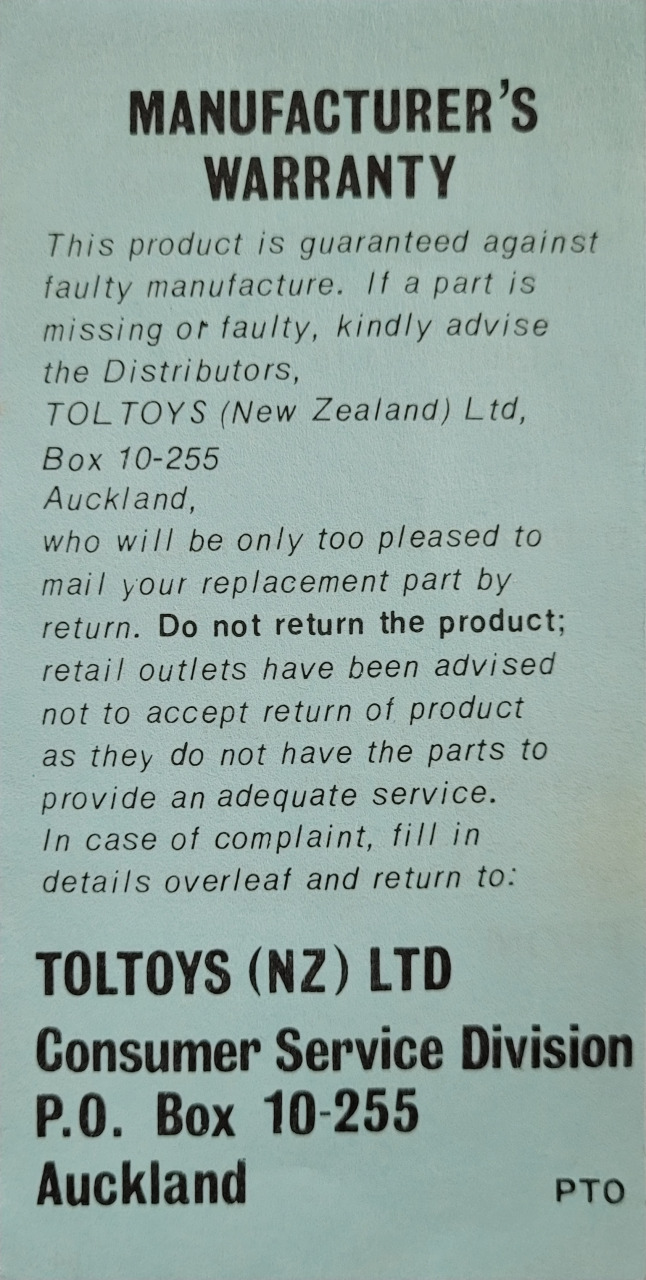 MANUFACTURER'S
WARRANTY
This product is guaranteed against
faulty manufacture. If a part is
missing or faulty, kindly advise
the Distributors,
TOLTOYS (New Zealand) Ltd,
Box 10-255
Auckland,
who will be only too pleased to
mail your replacement part by
return. Do not return the product;
retail outlets have been advised
not to accept return of product
as they do not have the parts to
provide an adequate service.
In case of complaint, fill in
details overleaf and return to:
TOLTOYS (NZ) LTD
Consumer Service Division
P.O. Box 10-255
Auckland
PTO